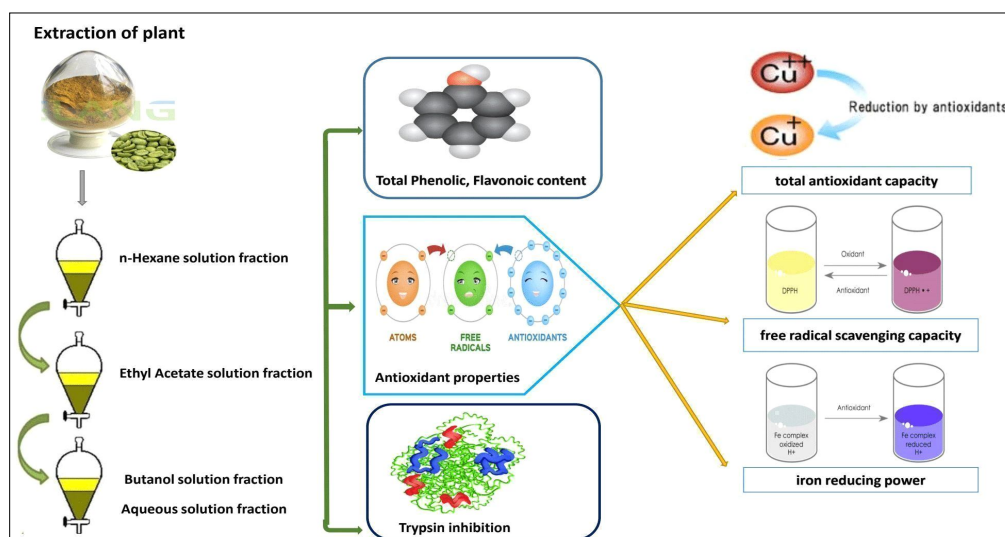 Extraction of plant
n-Hexane solution fraction
Ethyl Acetate solution fraction
Butanol solution fraction
Aqueous solution fraction
Total Phenolic, Flavonoic content
ATOMS
FREE
RADICALS
ANTIOXIDANTS
Antioxidant properties
Trypsin inhibition
Cu++
Reduction by antioxidants
Cu+
total antioxidant capacity
Oxidant
Antioxidant
DPPH
DPPH • +
free radical scavenging capacity
Antioxidant
Fe complex
oxidized
H+
Fe complex
reduced
H+
iron reducing power